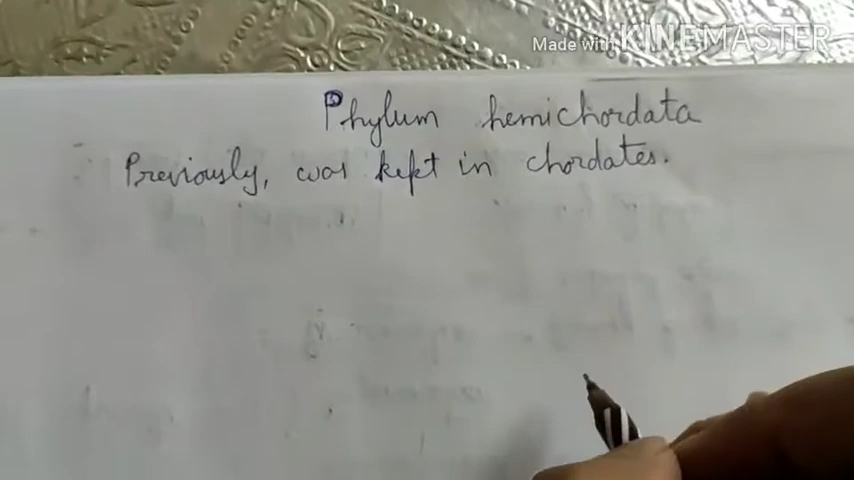 Made with KINEMASTER
Phylum hemichordata
Previously, was kept in chordates.